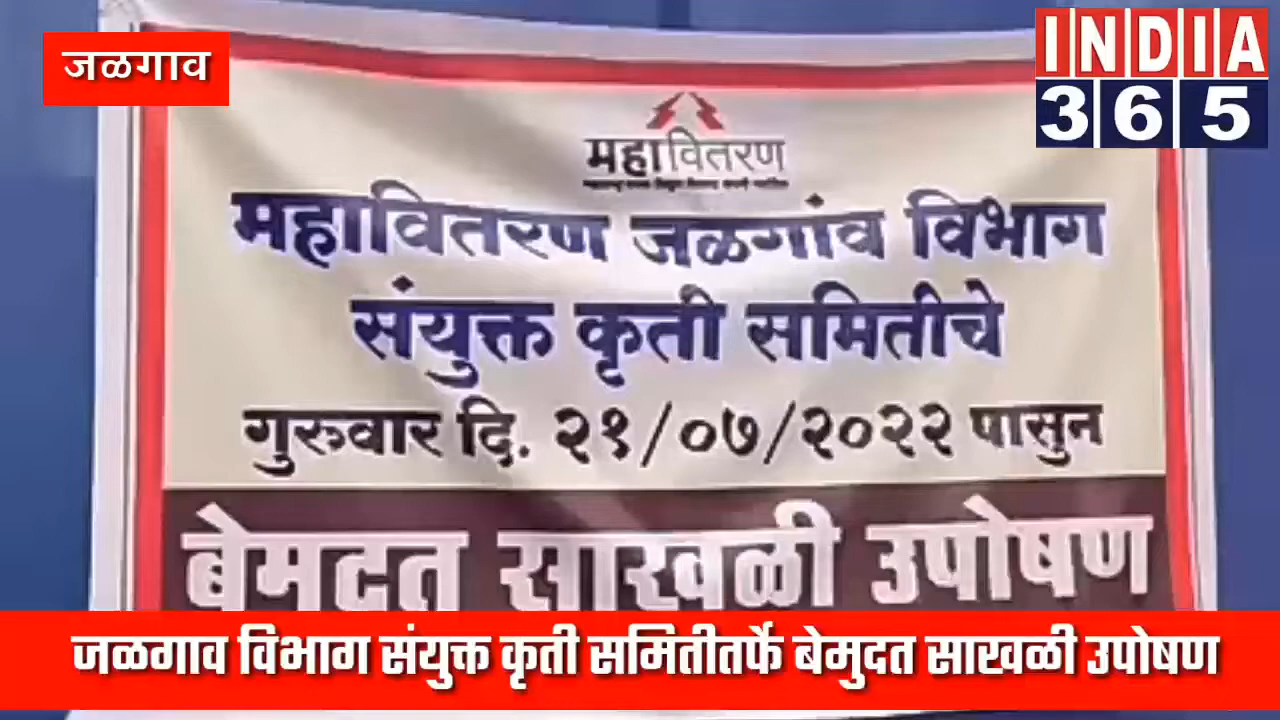 जळगाव
INDIA
365
महावितरण
महावितरण जळगांव विभाग
संयुक्त कृती समितीचे
गुरुवार दि. २१/०७/२०२२ पासुन
बेमुदत साखळी उपोषण
जळगाव विभाग संयुक्त कृती समितीतर्फे बेमुदत साखळी उपोषण